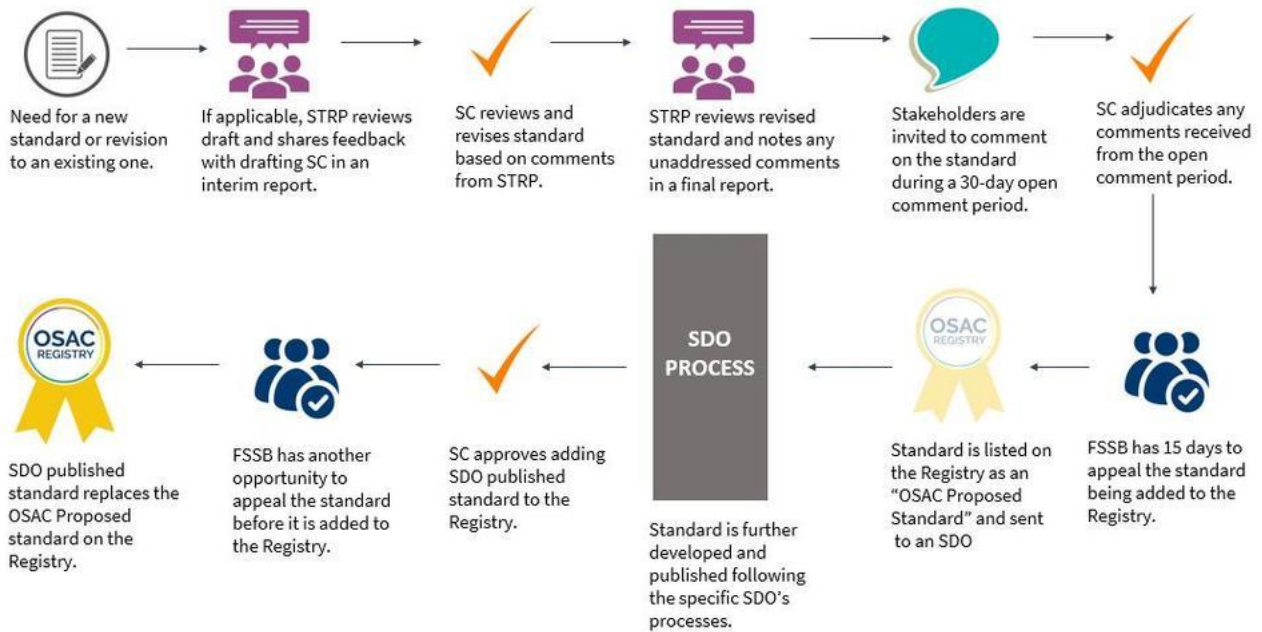 Need for a new
standard or revision
to an existing one.
If applicable, STRP reviews
draft and shares feedback
with drafting SC in an
interim report.
SC reviews and
revises standard
based on comments
from STRP.
STRP reviews revised
standard and notes any
unaddressed comments
in a final report.
Stakeholders are
invited to comment
on the standard
during a 30-day open
comment period.
SC adjudicates any
comments received
from the open
comment period.
FSSB has 15 days to
appeal the standard
being added to the
Registry.
OSAC
REGISTRY
Standard is listed on
the Registry as an
“OSAC Proposed
Standard” and sent
to an SDO
SDO
PROCESS
Standard is further
developed and
published following
the specific SDO’s
processes.
SC approves adding
SDO published
standard to the
Registry.
FSSB has another
opportunity to
appeal the standard
before it is added to
the Registry.
OSAC
REGISTRY
SDO published
standard replaces the
OSAC Proposed
standard on the
Registry.